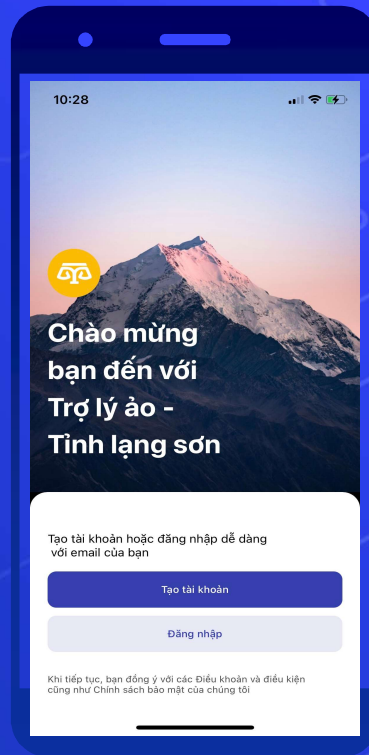 10:28
Chào mừng
bạn đến với
Trợ lý ảo -
Tỉnh lạng sơn
Tạo tài khoản hoặc đăng nhập dễ dàng
với email của bạn
Tạo tài khoản
Đăng nhập
Khi tiếp tục, bạn đồng ý với các Điều khoản và điều kiện
cũng như Chính sách bảo mật của chúng tôi